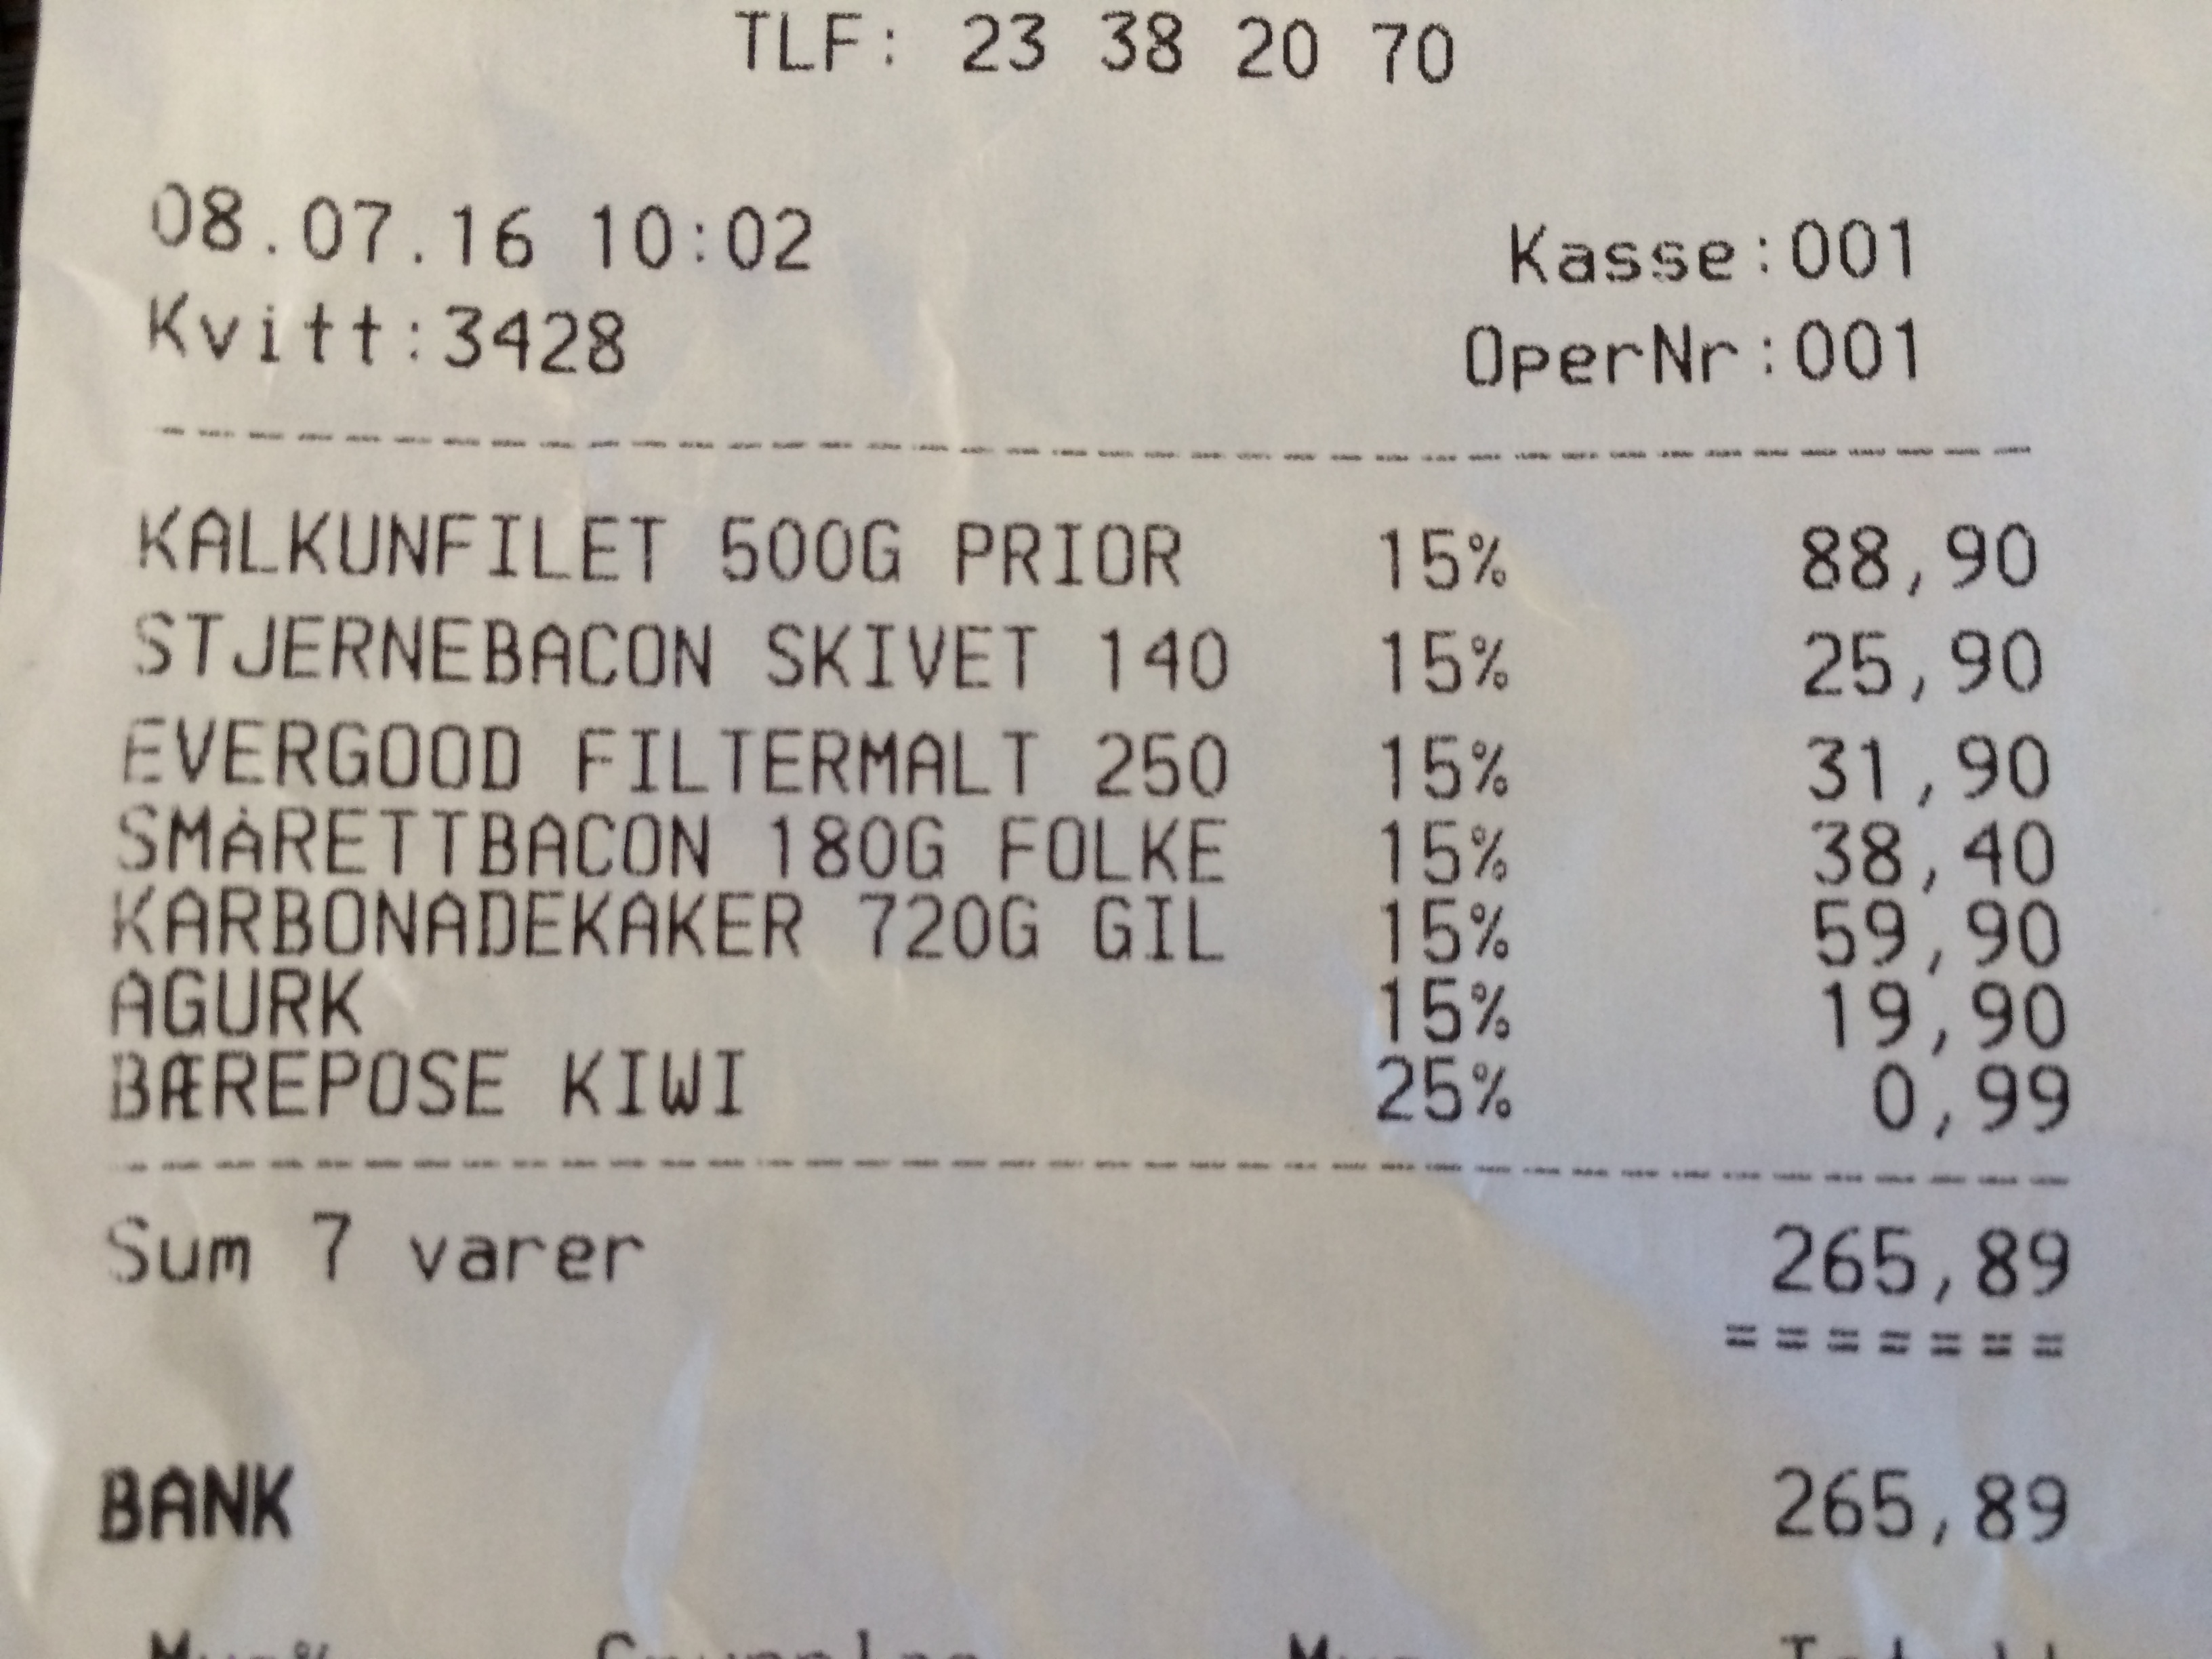 TLF: 23 38 20 70
08.07.16 10:02 Kasse:001
Kvitt:3428 OperNr:001
KALKUNFILET 500G PRIOR 15% 88,90
STJERNEBACON SKIVET 140 15% 25,90
EVERGOOD FILTERMALT 250 15% 31,90
SMÅRETTBACON 180G FOLKE 15% 38,40
KARBONADEKAKER 720G GIL 15% 59,90
AGURK 15% 19,90
BÆREPOSE KIWI 25% 0,99
Sum 7 varer 265,89
=======
BANK 265,89